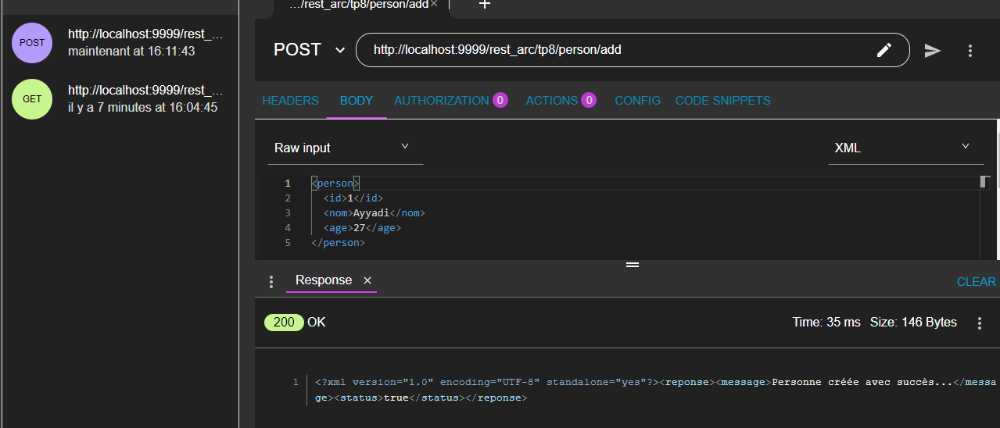 …/rest_arc/tp8/person/add
POST
http://localhost:9999/rest_…
maintenant at 16:11:43
GET
http://localhost:9999/rest_…
il y a 7 minutes at 16:04:45
POST
http://localhost:9999/rest_arc/tp8/person/add
HEADERS BODY AUTHORIZATION 0 ACTIONS 0 CONFIG CODE SNIPPETS
Raw input XML
1 <person>
2 <id>1</id>
3 <nom>Ayyadi</nom>
4 <age>27</age>
5 </person>
Response CLEAR
200 OK Time: 35 ms Size: 146 Bytes
1 <?xml version="1.0" encoding="UTF-8" standalone="yes"?><reponse><message>Personne créée avec succès...</messa
ge><status>true</status></reponse>